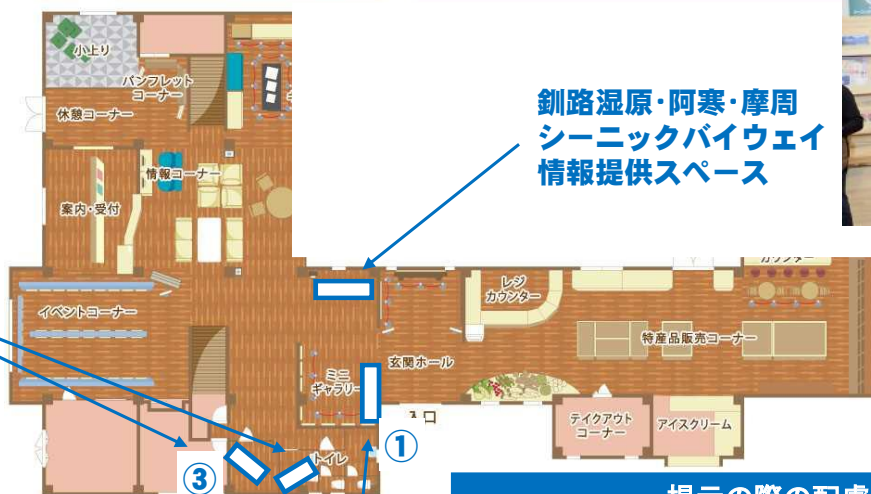 小上り
パンフレット
コーナー
休憩コーナー
情報コーナー
案内・受付
釧路湿原・阿寒・摩周
シーニックバイウェイ
情報提供スペース
イベントコーナー
レジ
カウンター
カウンター
特産品販売コーナー
玄関ホール
ミニ
ギャラリー
入口
テイクアウト
コーナー
アイスクリーム
トイレ
①
③